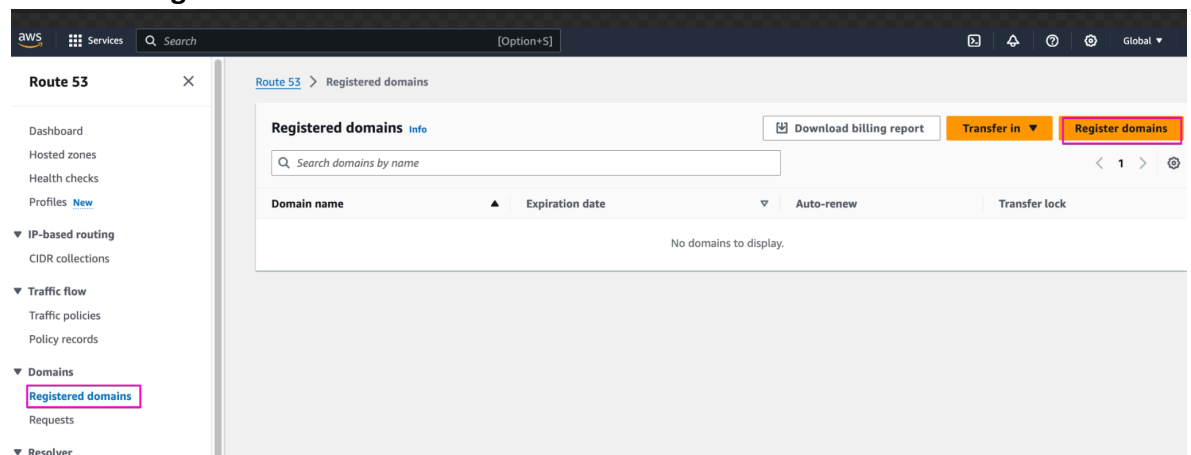 aws Services Search [Option+S] Global ▼
Route 53
Dashboard
Hosted zones
Health checks
Profiles New
▼ IP-based routing
CIDR collections
▼ Traffic flow
Traffic policies
Policy records
▼ Domains
Registered domains
Requests
▼ Resolver
Route 53 > Registered domains
Registered domains Info Download billing report Transfer in ▼ Register domains
Search domains by name < 1 >
Domain name ▲ Expiration date ▽ Auto-renew Transfer lock
No domains to display.